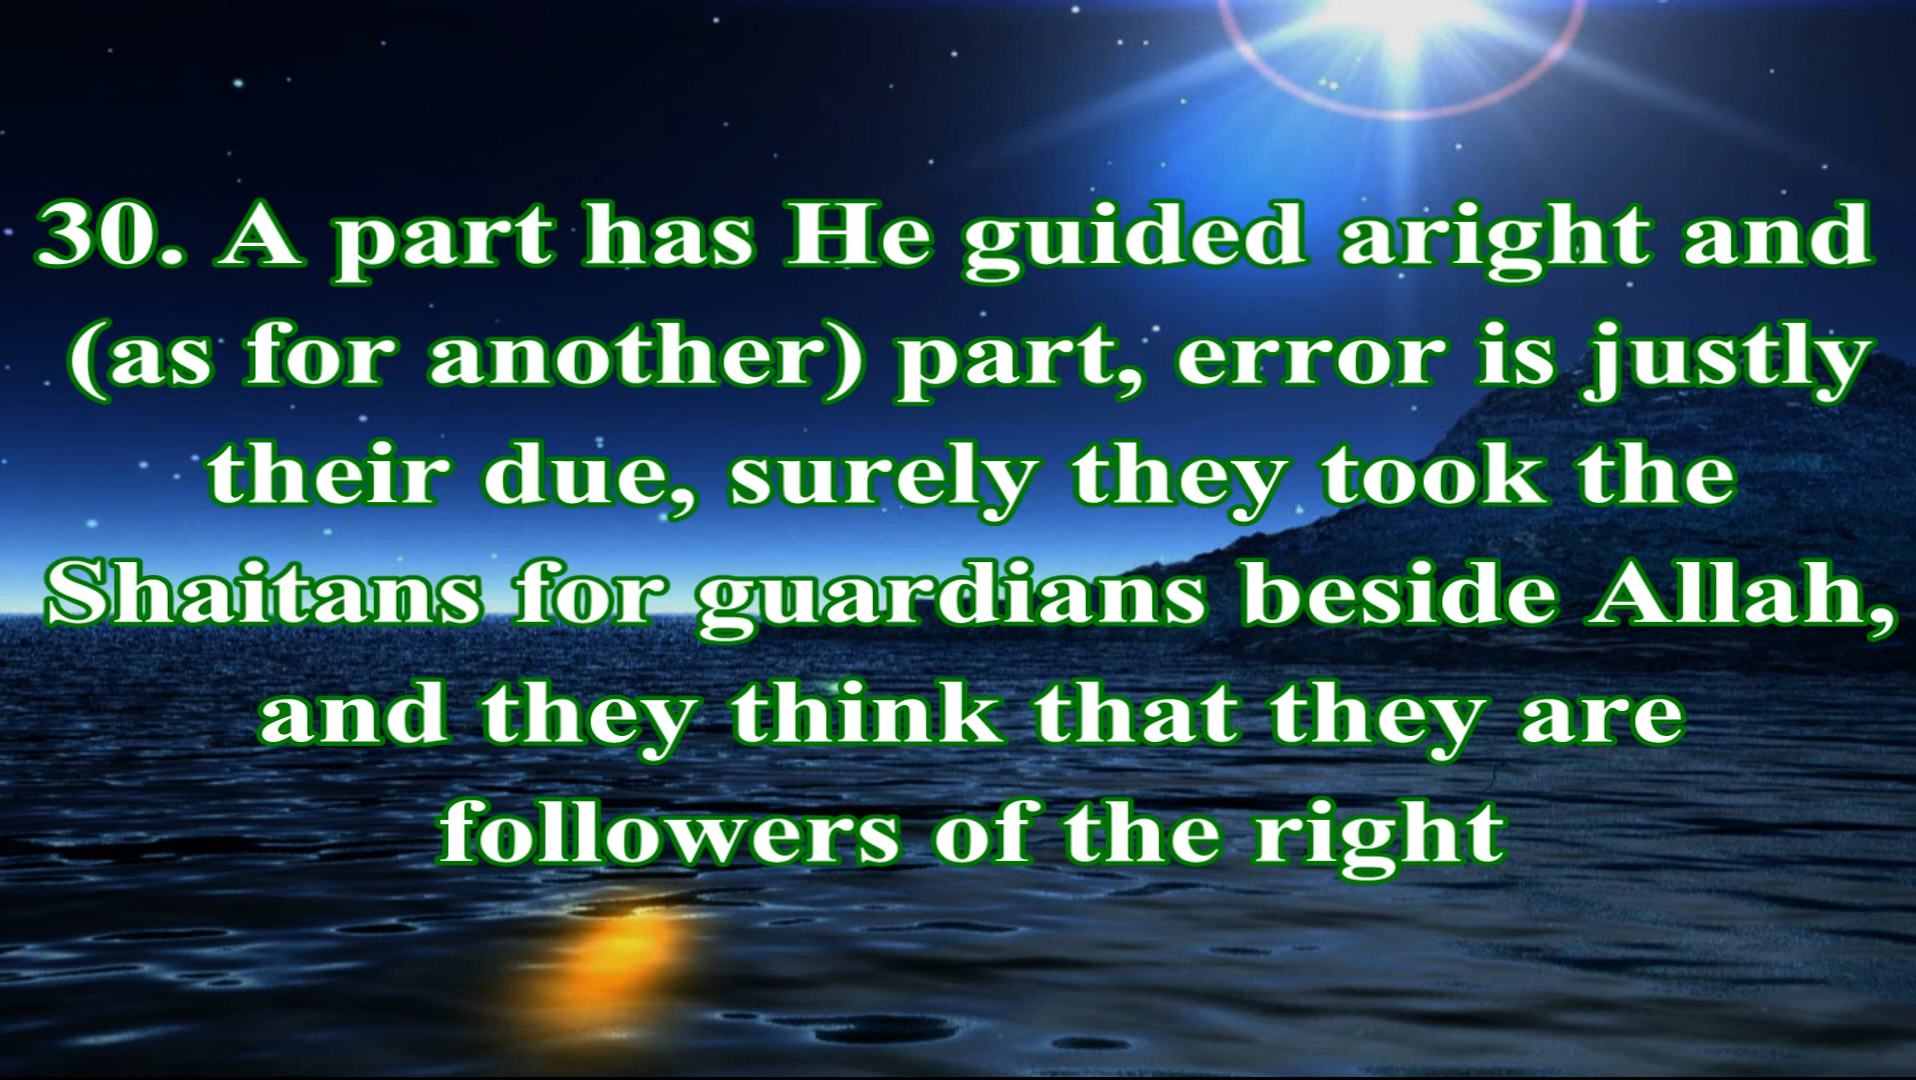 30. A part has He guided aright and
(as for another) part, error is justly
their due, surely they took the
Shaitans for guardians beside Allah,
and they think that they are
followers of the right